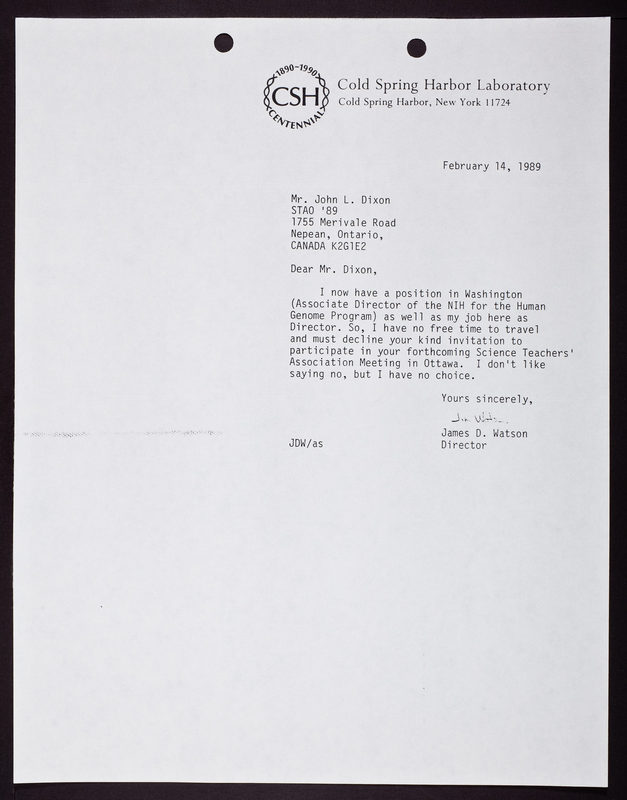 1890-1990
CSH
CENTENNIAL
Cold Spring Harbor Laboratory
Cold Spring Harbor, New York 11724
February 14, 1989
Mr. John L. Dixon
STAO '89
1755 Merivale Road
Nepean, Ontario,
CANADA K2G1E2
Dear Mr. Dixon,
I now have a position in Washington
(Associate Director of the NIH for the Human
Genome Program) as well as my job here as
Director. So, I have no free time to travel
and must decline your kind invitation to
participate in your forthcoming Science Teachers'
Association Meeting in Ottawa. I don't like
saying no, but I have no choice.
Yours sincerely,
Jim Watson
James D. Watson
JDW/as Director